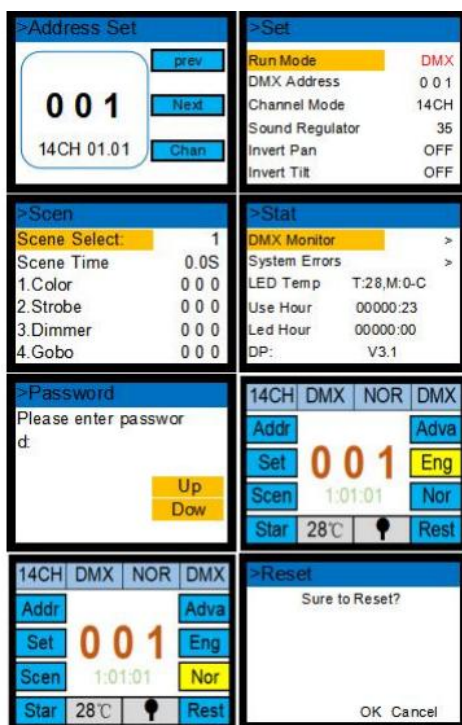 >Address Set
prev
001
Next
14CH 01.01
Chan
>Set
Run Mode DMX
DMX Address 001
Channel Mode 14CH
Sound Regulator 35
Invert Pan OFF
Invert Tilt OFF
>Scen
Scene Select: 1
Scene Time 0.0S
1.Color 000
2.Strobe 000
3.Dimmer 000
4.Gobo 000
>Stat
DMX Monitor >
System Errors >
LED Temp T:28,M:0-C
Use Hour 00000:23
Led Hour 00000:00
DP: V3.1
>Password
Please enter passwor
d:
Up
Dow
14CH DMX NOR DMX
Addr Adva
Set 001 Eng
Scen 1:01:01 Nor
Star 28℃ Rest
14CH DMX NOR DMX
Addr Adva
Set 001 Eng
Scen 1:01:01 Nor
Star 28℃ Rest
>Reset
Sure to Reset?
OK Cancel